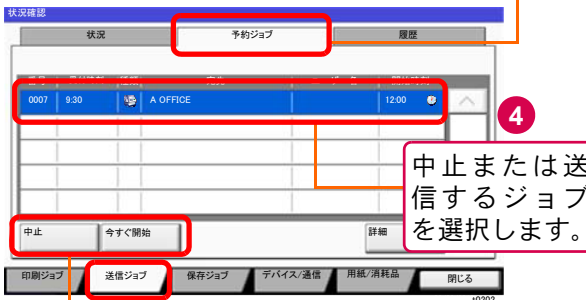 状況確認
状況 予約ジョブ 履歴
0007 9:30 A OFFICE 12:00
4
中止または送
信するジョブ
を選択します。
中止 今すぐ開始 詳細
印刷ジョブ 送信ジョブ 保存ジョブ デバイス/通信 用紙/消耗品 閉じる